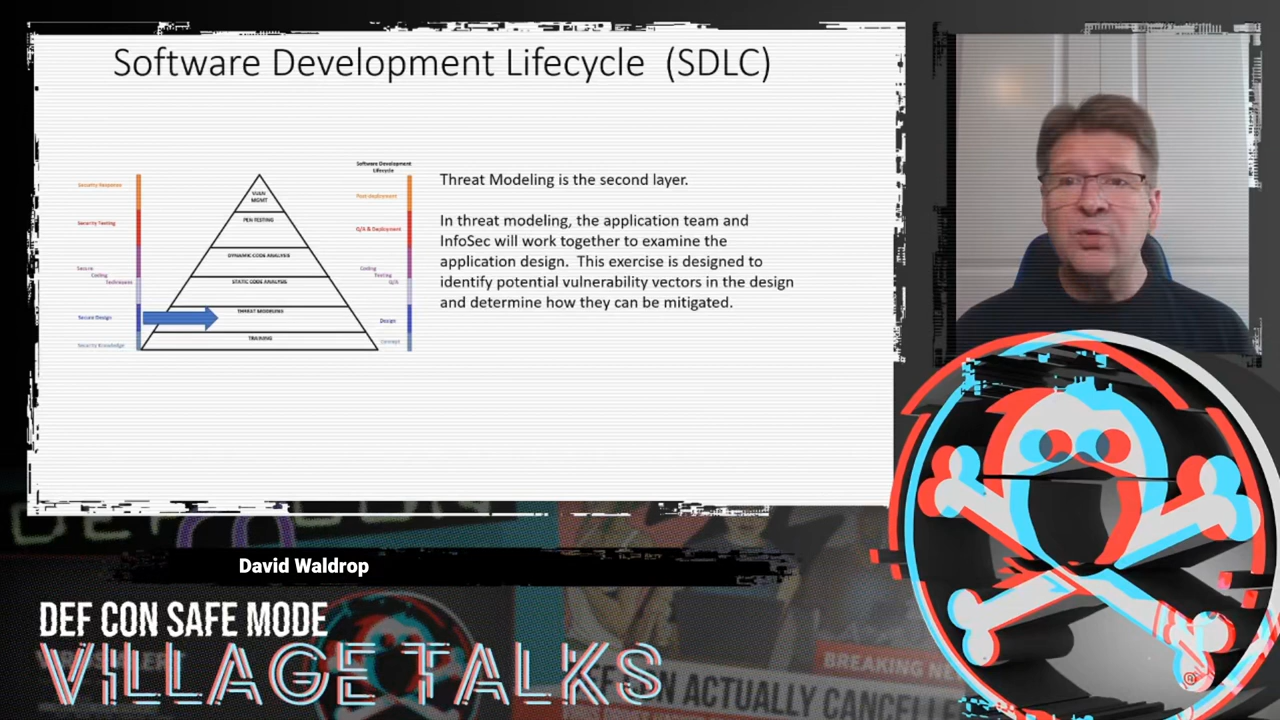 Software Development Lifecycle (SDLC)
Software Development
Lifecycle
Security Response
Security Testing
Secure
Coding
Techniques
Secure Design
Security Knowledge
VULN
MGMT
PEN-TESTING
DYNAMIC CODE ANALYSIS
STATIC CODE ANALYSIS
THREAT MODELING
TRAINING
Post-deployment
Q/A & Deployment
Coding
Testing
Q/A
Design
Concept
Threat Modeling is the second layer.
In threat modeling, the application team and
InfoSec will work together to examine the
application design. This exercise is designed to
identify potential vulnerability vectors in the design
and determine how they can be mitigated.
David Waldrop
DEF CON SAFE MODE
VILLAGE TALKS
DEF CON
BREAKING
CON ACTUALLY
®